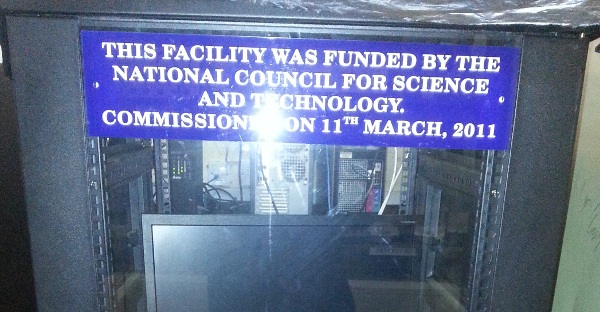 THIS FACILITY WAS FUNDED BY THE
NATIONAL COUNCIL FOR SCIENCE
AND TECHNOLOGY.
COMMISSIONED ON 11TH MARCH, 2011